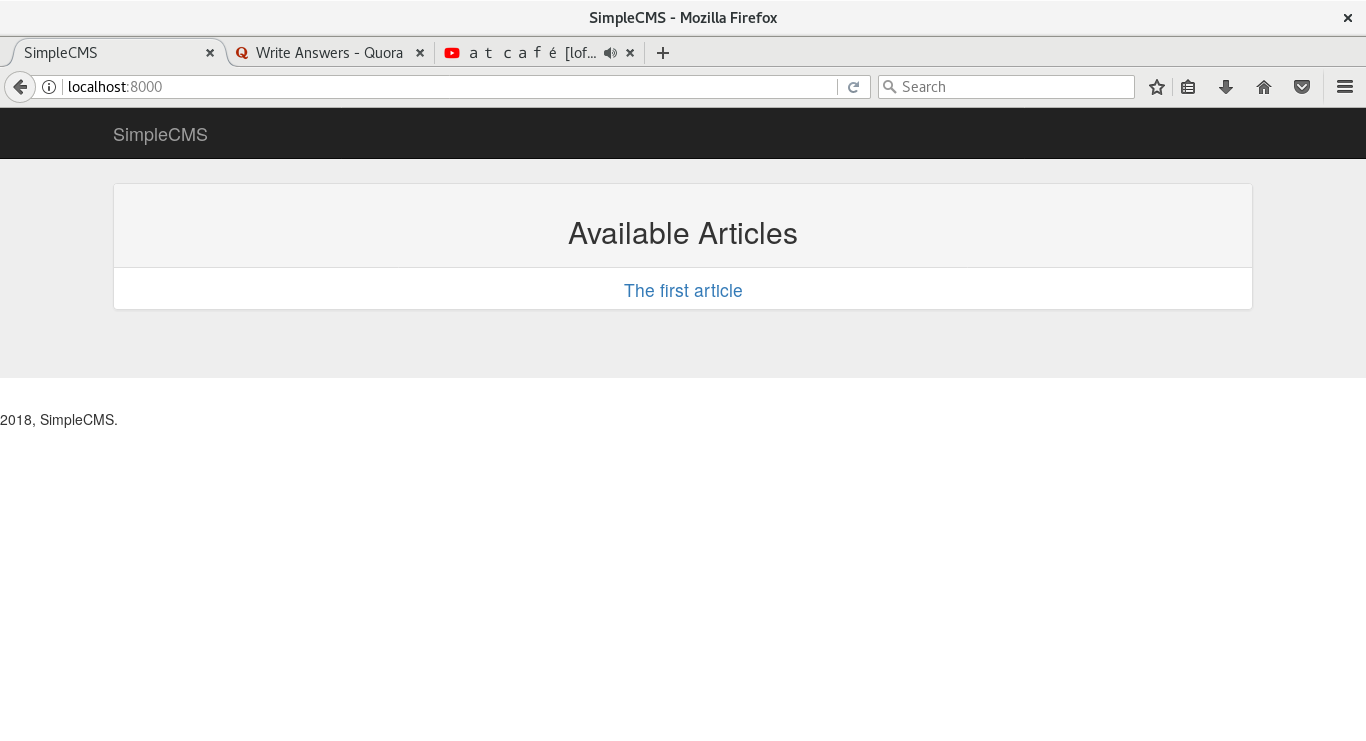 SimpleCMS - Mozilla Firefox
SimpleCMS
Write Answers - Quora
a t c a f é [lof...
localhost:8000
Search
SimpleCMS
Available Articles
The first article
2018, SimpleCMS.